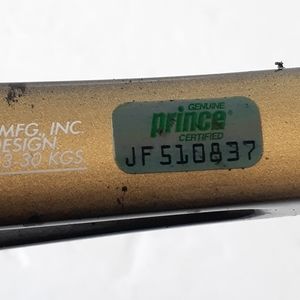 MFG., INC.
DESIGN.
3-30 KGS.
GENUINE
prince
CERTIFIED
JF510837